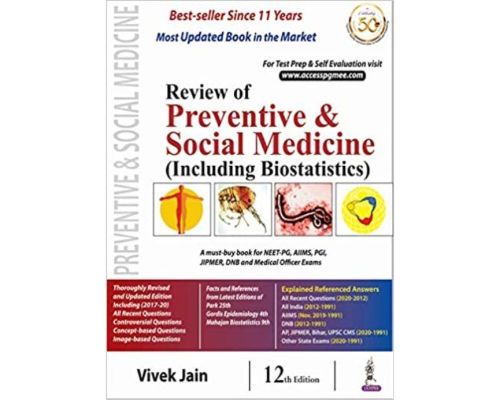 PREVENTIVE & SOCIAL MEDICINE
Best-seller Since 11 Years
Most Updated Book in the Market
50
For Test Prep & Self Evaluation visit
www.accesspgmee.com
Review of
Preventive &
Social Medicine
(Including Biostatistics)
A must-buy book for NEET-PG, AIIMS, PGI,
JIPMER, DNB and Medical Officer Exams
Thoroughly Revised
and Updated Edition
Including (2017-20)
All Recent Questions
Controversial Questions
Concept-based Questions
Image-based Questions
Facts and References
from Latest Editions of
Park 25th
Gordis Epidemiology 4th
Mahajan Biostatistics 9th
Explained Referenced Answers
All Recent Questions (2020-2012)
All India (2012-1991)
AIIMS (Nov. 2019-1991)
DNB (2012-1991)
AP, JIPMER, Bihar, UPSC CMS (2020-1991)
Other State Exams (2020-1991)
Vivek Jain
12th Edition
JAYPEE